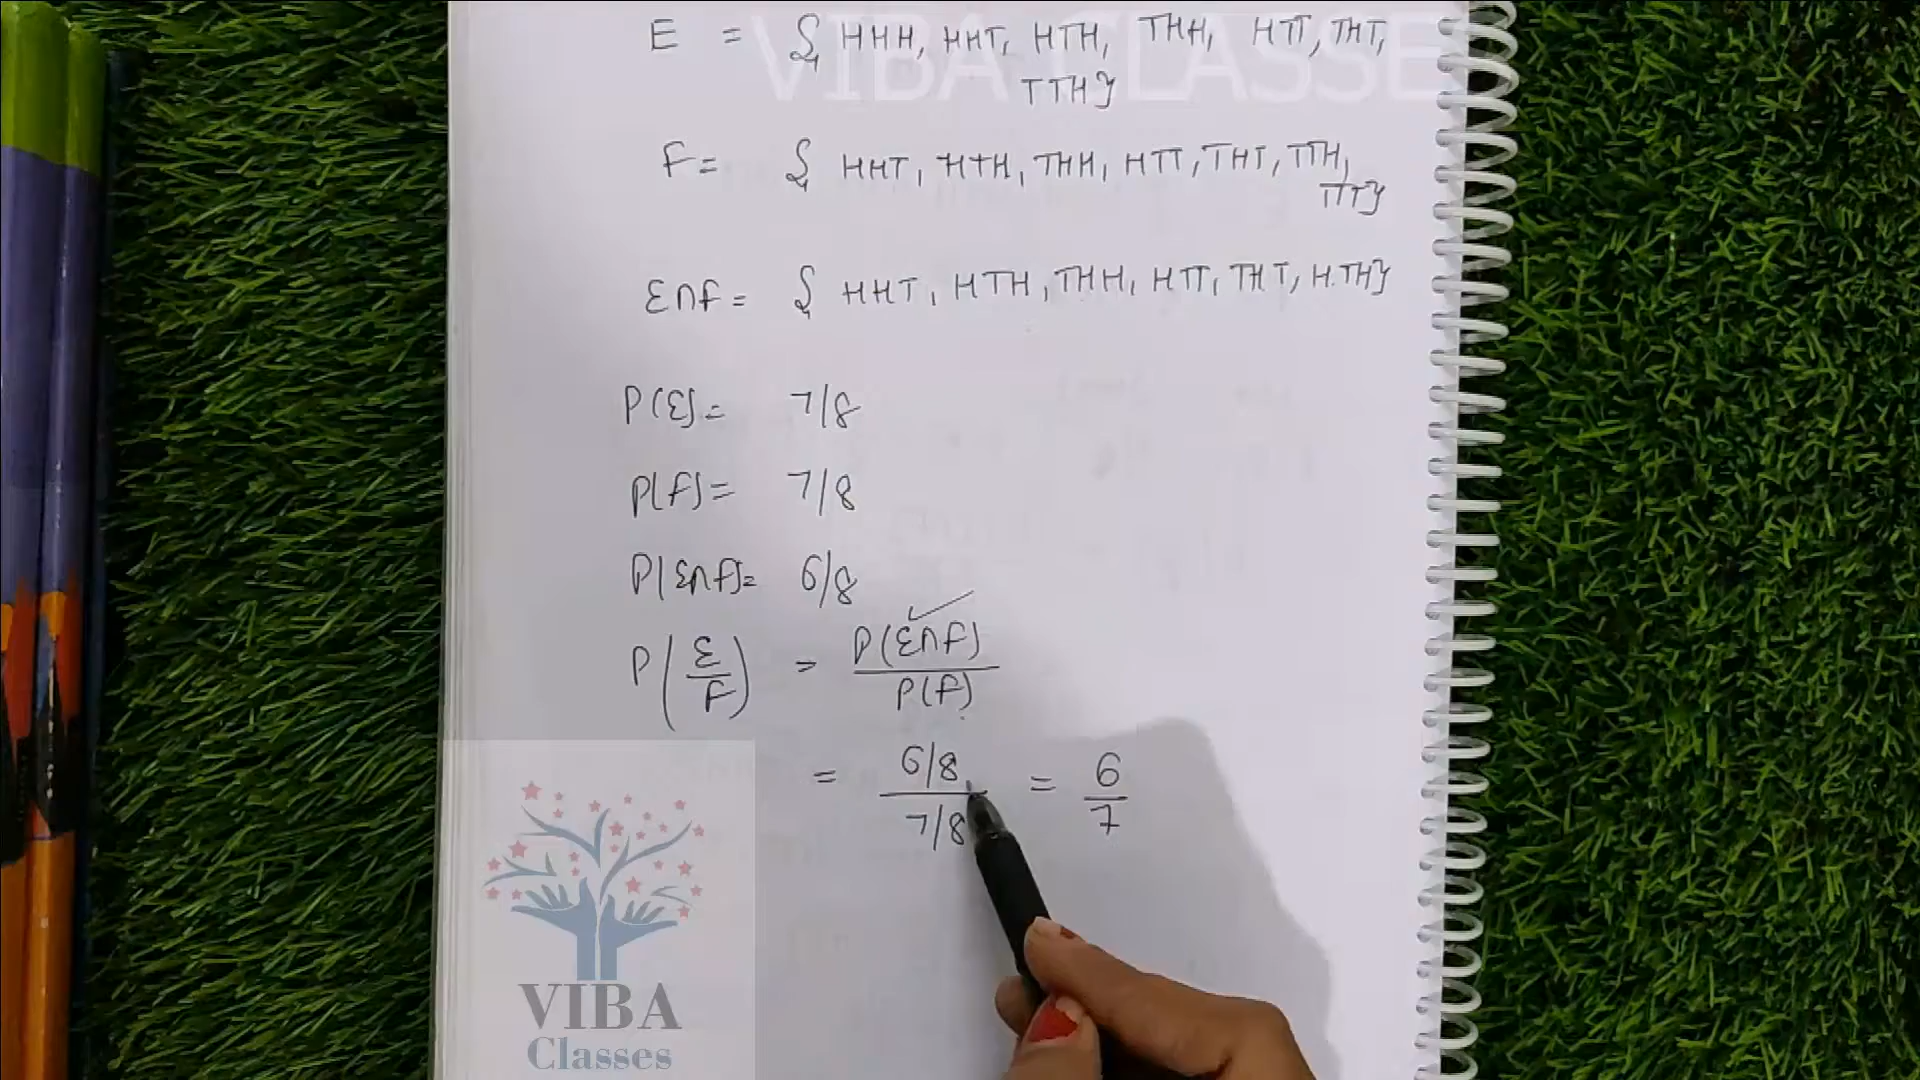 VIBA CLASSE
E = { HHH, HHT, HTH, THH, HTT, THT,
TTH}
F = { HHT, HTH, THH, HTT, THT, TTH,
TTT}
E∩F = { HHT, HTH, THH, HTT, THT, HTH}
P(E) = 7/8
P(F) = 7/8
P(E∩F) = 6/8
P(E/F) = P(E∩F)/P(F)
= (6/8)/(7/8) = 6/7
VIBA
Classes